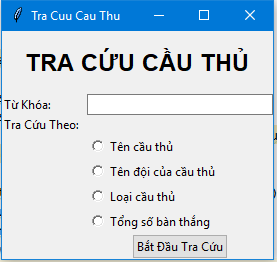 Tra Cuu Cau Thu
TRA CỨU CẦU THỦ
Từ Khóa:
Tra Cứu Theo:
Tên cầu thủ
Tên đội của cầu thủ
Loại cầu thủ
Tổng số bàn thắng
Bắt Đầu Tra Cứu